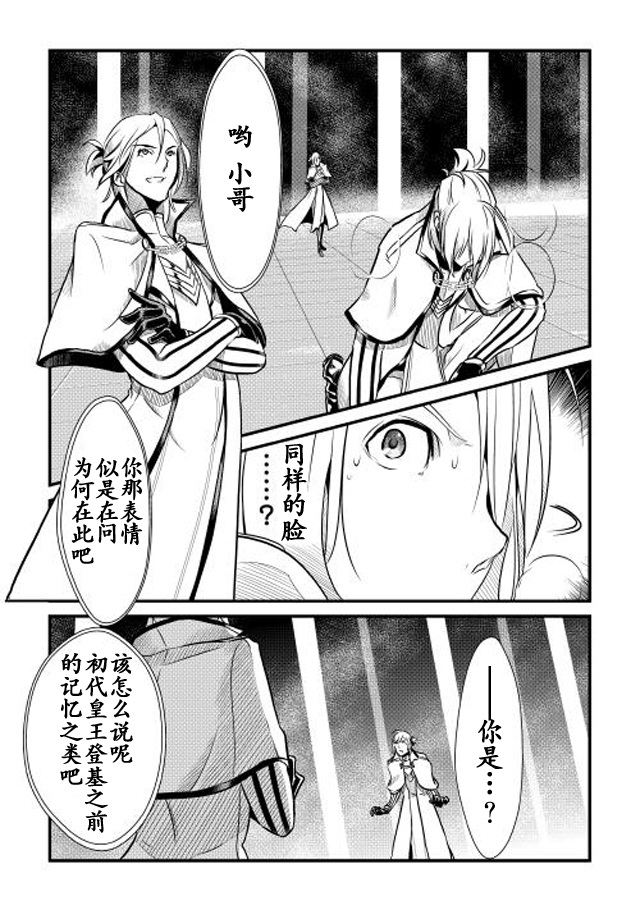 哟
小哥
同样的脸
……？
你那表情
似是在问
为何在此吧
——你是…？
该怎么说呢
初代皇王登基之前
的记忆之类吧